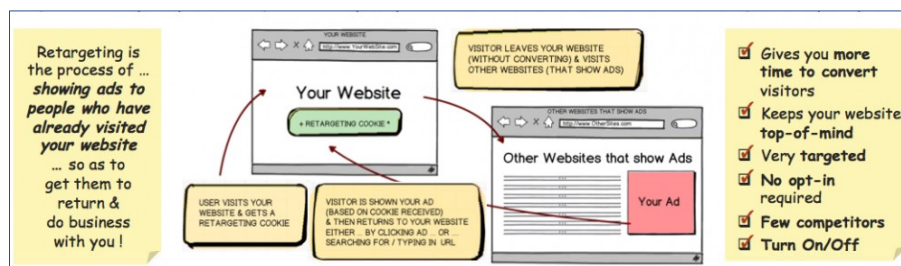 Retargeting is
the process of ...
showing ads to
people who have
already visited
your website
... so as to
get them to
return &
do business
with you !
YOUR WEBSITE
http://www.YourWebSite.com
Your Website
+ RETARGETING COOKIE *
USER VISITS YOUR
WEBSITE & GETS A
RETARGETING COOKIE
VISITOR LEAVES YOUR WEBSITE
(WITHOUT CONVERTING) & VISITS
OTHER WEBSITES (THAT SHOW ADS)
OTHER WEBSITES THAT SHOW ADS
http://www.OtherSites.com
Other Websites that show Ads
Your Ad
VISITOR IS SHOWN YOUR AD
(BASED ON COOKIE RECEIVED)
& THEN RETURNS TO YOUR WEBSITE
EITHER ... BY CLICKING AD ... OR ...
SEARCHING FOR / TYPING IN URL
Gives you more
time to convert
visitors
Keeps your website
top-of-mind
Very targeted
No opt-in
required
Few competitors
Turn On/Off